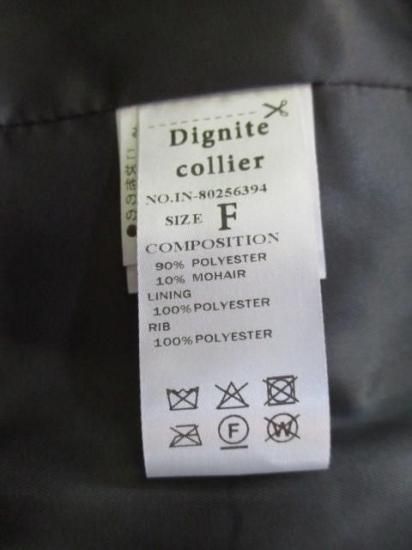 Dignite
collier
NO.IN-80256394
SIZE F
COMPOSITION
90% POLYESTER
10% MOHAIR
LINING
100%POLYESTER
RIB
100%POLYESTER
F
W